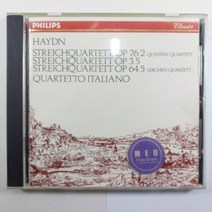 PHILIPS
Classics
HAYDN
STREICHQUARTETT OP 76 2 QUINTEN QUARTETT
STREICHQUARTETT OP 3 5
STREICHQUARTETT OP 64 5 LERCHEN QUARTETT
QUARTETTO ITALIANO